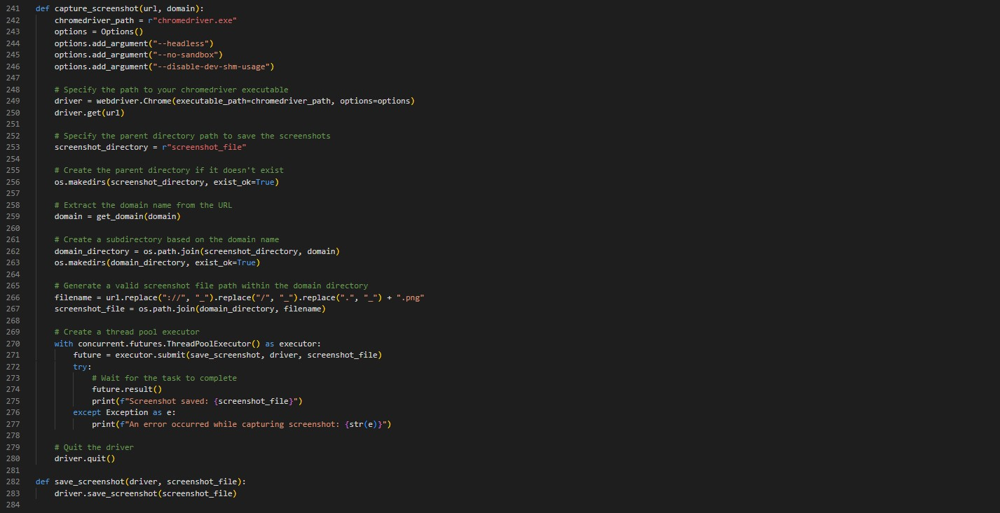 241 def capture_screenshot(url, domain):
242     chromedriver_path = r"chromedriver.exe"
243     options = Options()
244     options.add_argument("--headless")
245     options.add_argument("--no-sandbox")
246     options.add_argument("--disable-dev-shm-usage")
247
248     # Specify the path to your chromedriver executable
249     driver = webdriver.Chrome(executable_path=chromedriver_path, options=options)
250     driver.get(url)
251
252     # Specify the parent directory path to save the screenshots
253     screenshot_directory = r"screenshot_file"
254
255     # Create the parent directory if it doesn't exist
256     os.makedirs(screenshot_directory, exist_ok=True)
257
258     # Extract the domain name from the URL
259     domain = get_domain(domain)
260
261     # Create a subdirectory based on the domain name
262     domain_directory = os.path.join(screenshot_directory, domain)
263     os.makedirs(domain_directory, exist_ok=True)
264
265     # Generate a valid screenshot file path within the domain directory
266     filename = url.replace("://", "_").replace("/", "_").replace(".", "_") + ".png"
267     screenshot_file = os.path.join(domain_directory, filename)
268
269     # Create a thread pool executor
270     with concurrent.futures.ThreadPoolExecutor() as executor:
271         future = executor.submit(save_screenshot, driver, screenshot_file)
272         try:
273             # Wait for the task to complete
274             future.result()
275             print(f"Screenshot saved: {screenshot_file}")
276         except Exception as e:
277             print(f"An error occurred while capturing screenshot: {str(e)}")
278
279     # Quit the driver
280     driver.quit()
281
282 def save_screenshot(driver, screenshot_file):
283     driver.save_screenshot(screenshot_file)
284